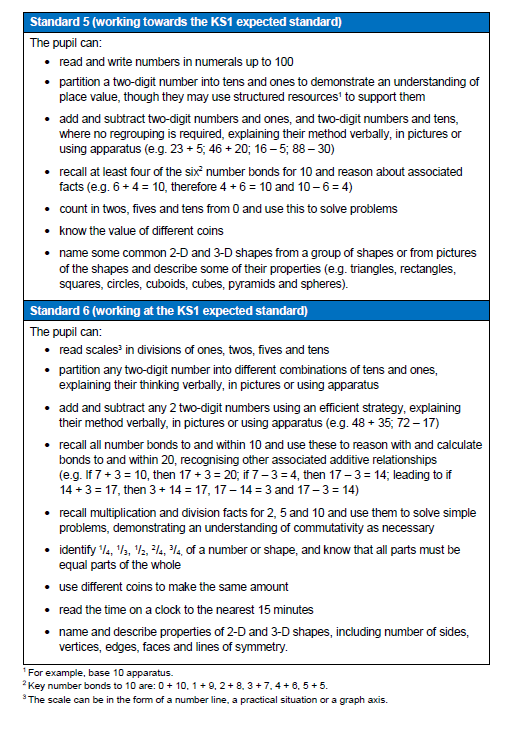 Standard 5 (working towards the KS1 expected standard)
The pupil can:
• read and write numbers in numerals up to 100
• partition a two-digit number into tens and ones to demonstrate an understanding of
place value, though they may use structured resources¹ to support them
• add and subtract two-digit numbers and ones, and two-digit numbers and tens,
where no regrouping is required, explaining their method verbally, in pictures or
using apparatus (e.g. 23 + 5; 46 + 20; 16 – 5; 88 – 30)
• recall at least four of the six² number bonds for 10 and reason about associated
facts (e.g. 6 + 4 = 10, therefore 4 + 6 = 10 and 10 – 6 = 4)
• count in twos, fives and tens from 0 and use this to solve problems
• know the value of different coins
• name some common 2-D and 3-D shapes from a group of shapes or from pictures
of the shapes and describe some of their properties (e.g. triangles, rectangles,
squares, circles, cuboids, cubes, pyramids and spheres).
Standard 6 (working at the KS1 expected standard)
The pupil can:
• read scales³ in divisions of ones, twos, fives and tens
• partition any two-digit number into different combinations of tens and ones,
explaining their thinking verbally, in pictures or using apparatus
• add and subtract any 2 two-digit numbers using an efficient strategy, explaining
their method verbally, in pictures or using apparatus (e.g. 48 + 35; 72 – 17)
• recall all number bonds to and within 10 and use these to reason with and calculate
bonds to and within 20, recognising other associated additive relationships
(e.g. If 7 + 3 = 10, then 17 + 3 = 20; if 7 – 3 = 4, then 17 – 3 = 14; leading to if
14 + 3 = 17, then 3 + 14 = 17, 17 – 14 = 3 and 17 – 3 = 14)
• recall multiplication and division facts for 2, 5 and 10 and use them to solve simple
problems, demonstrating an understanding of commutativity as necessary
• identify ¹/₄, ¹/₃, ¹/₂, ²/₄, ³/₄, of a number or shape, and know that all parts must be
equal parts of the whole
• use different coins to make the same amount
• read the time on a clock to the nearest 15 minutes
• name and describe properties of 2-D and 3-D shapes, including number of sides,
vertices, edges, faces and lines of symmetry.
¹ For example, base 10 apparatus.
² Key number bonds to 10 are: 0 + 10, 1 + 9, 2 + 8, 3 + 7, 4 + 6, 5 + 5.
³ The scale can be in the form of a number line, a practical situation or a graph axis.